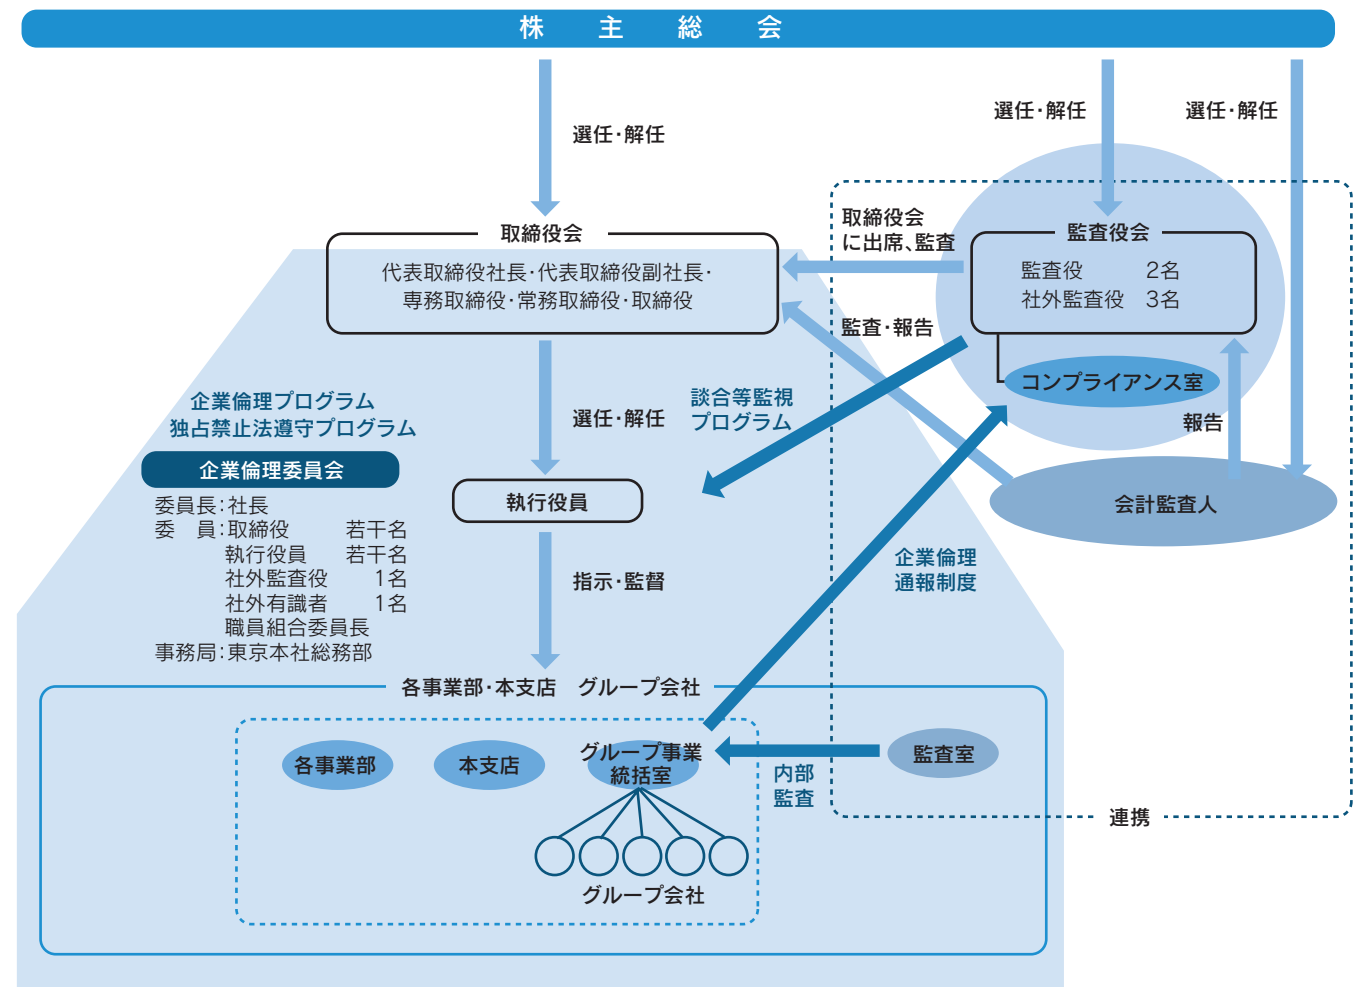 株主総会
選任・解任
選任・解任
選任・解任
取締役会
代表取締役社長・代表取締役副社長・
専務取締役・常務取締役・取締役
取締役会
に出席、監査
監査役会
監査役 2名
社外監査役 3名
監査・報告
コンプライアンス室
報告
会計監査人
企業倫理プログラム
独占禁止法遵守プログラム
企業倫理委員会
委員長：社長
委　員：取締役 若干名
執行役員 若干名
社外監査役 1名
社外有識者 1名
職員組合委員長
事務局：東京本社総務部
選任・解任
談合等監視
プログラム
執行役員
指示・監督
企業倫理
通報制度
各事業部・本支店　グループ会社
各事業部
本支店
グループ事業
統括室
内部
監査
監査室
連携
グループ会社